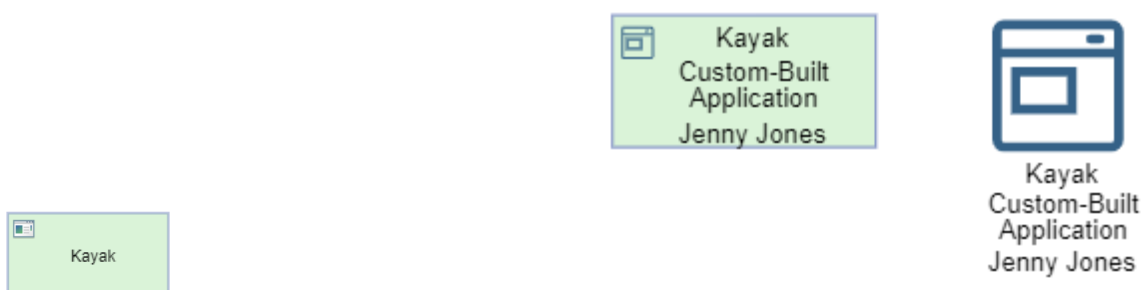 Kayak
Custom-Built
Application
Jenny Jones
Kayak
Custom-Built
Application
Jenny Jones
Kayak